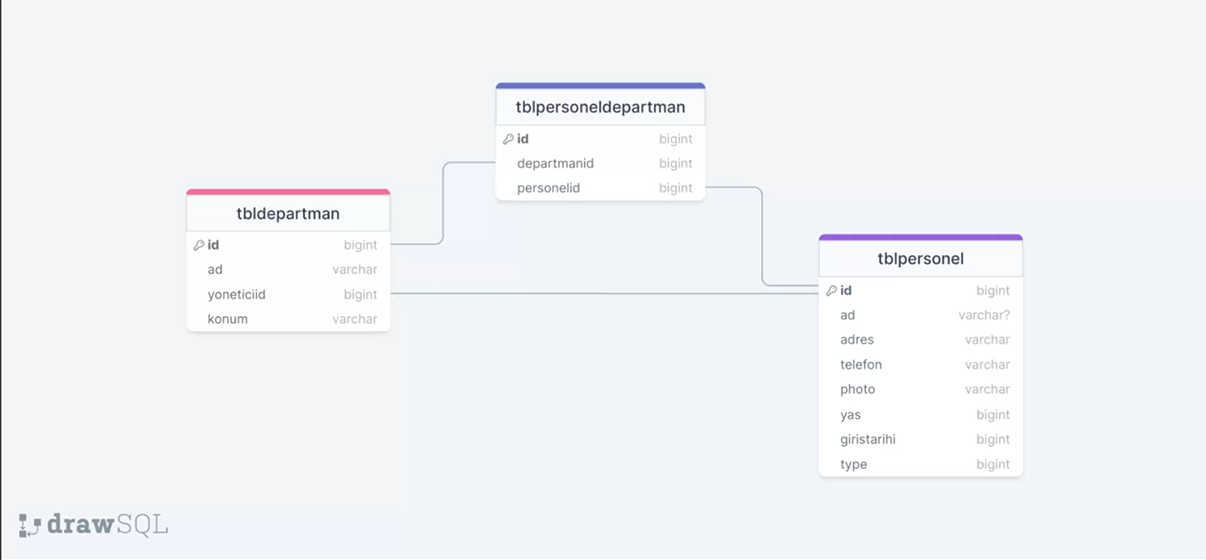 tblpersoneldepartman
id bigint
departmanid bigint
personelid bigint
tbldepartman
id bigint
ad varchar
yoneticiid bigint
konum varchar
tblpersonel
id bigint
ad varchar?
adres varchar
telefon varchar
photo varchar
yas bigint
giristarihi bigint
type bigint
drawSQL